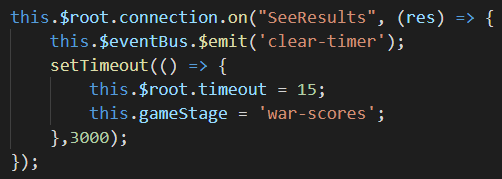 this.$root.connection.on("SeeResults", (res) => {
    this.$eventBus.$emit('clear-timer');
    setTimeout(() => {
        this.$root.timeout = 15;
        this.gameStage = 'war-scores';
    },3000);
});